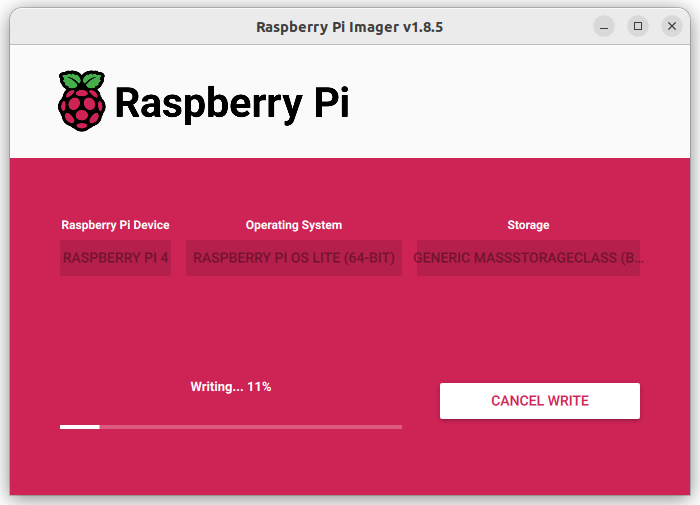 Raspberry Pi Imager v1.8.5
Raspberry Pi
Raspberry Pi Device
Operating System
Storage
RASPBERRY PI 4
RASPBERRY PI OS LITE (64-BIT)
GENERIC MASSSTORAGECLASS (B...
Writing... 11%
CANCEL WRITE